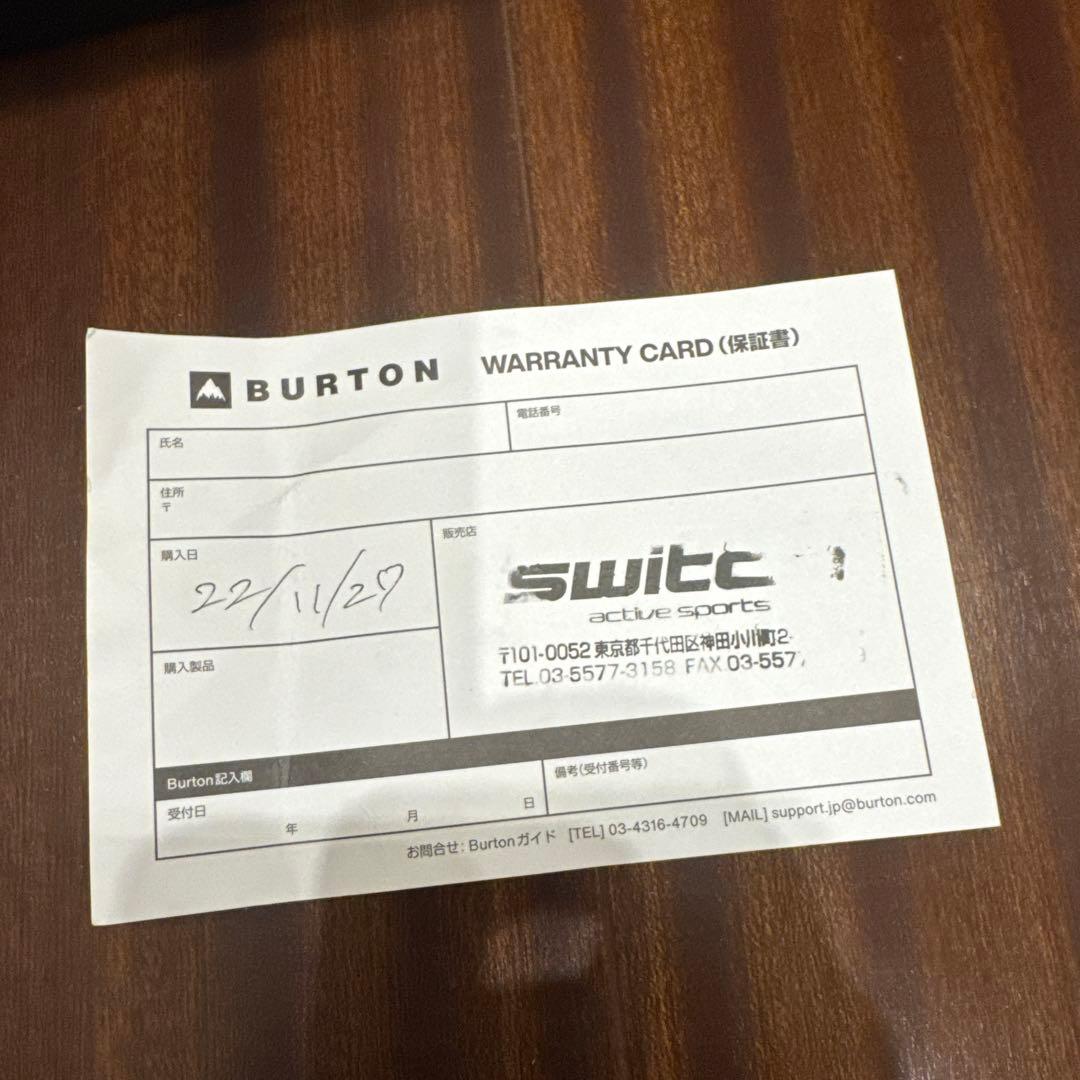 BURTON WARRANTY CARD (保証書)
氏名
電話番号
住所
〒
購入日
22/11/27
販売店
switc
active sports
〒101-0052 東京都千代田区神田小川町2-
TEL.03-5577-3158 FAX.03-557
購入製品
Burton記入欄
受付日
年 月 日
備考(受付番号等)
お問合せ: Burtonガイド [TEL] 03-4316-4709 [MAIL] support.jp@burton.com